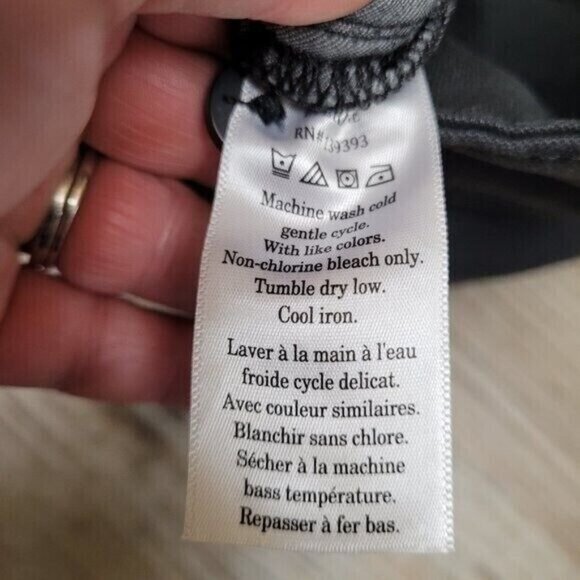 RN#139393
Machine wash cold
gentle cycle.
With like colors.
Non-chlorine bleach only.
Tumble dry low.
Cool iron.
Laver à la main à l'eau
froide cycle delicat.
Avec couleur similaires.
Blanchir sans chlore.
Sécher à la machine
bass température.
Repasser à fer bas.